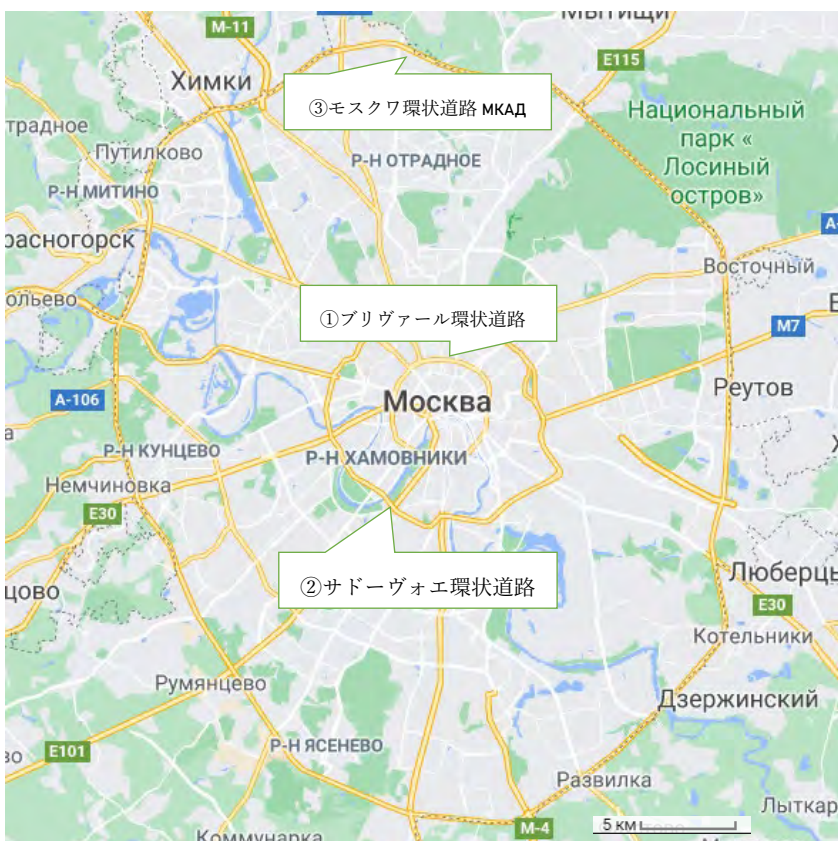 М-11
МЫТИЩИ
Химки
E115
③モスクワ環状道路 МКАД
традное
Национальный
парк «
Лосиный
остров»
Путилково
Р-Н ОТРАДНОЕ
Р-Н МИТИНО
расногорск
А-
Восточный
ольево
①ブリヴァール環状道路
М7
А-106
Москва
Реутов
Р-Н КУНЦЕВО
Р-Н ХАМОВНИКИ
Немчиновка
E30
②サドーヴォエ環状道路
Люберцы
цово
E30
Котельники
Румянцево
Дзержинский
Р-Н ЯСЕНЕВО
E101
Развилка
Лыткар
5 км
М-4
Коммунарка